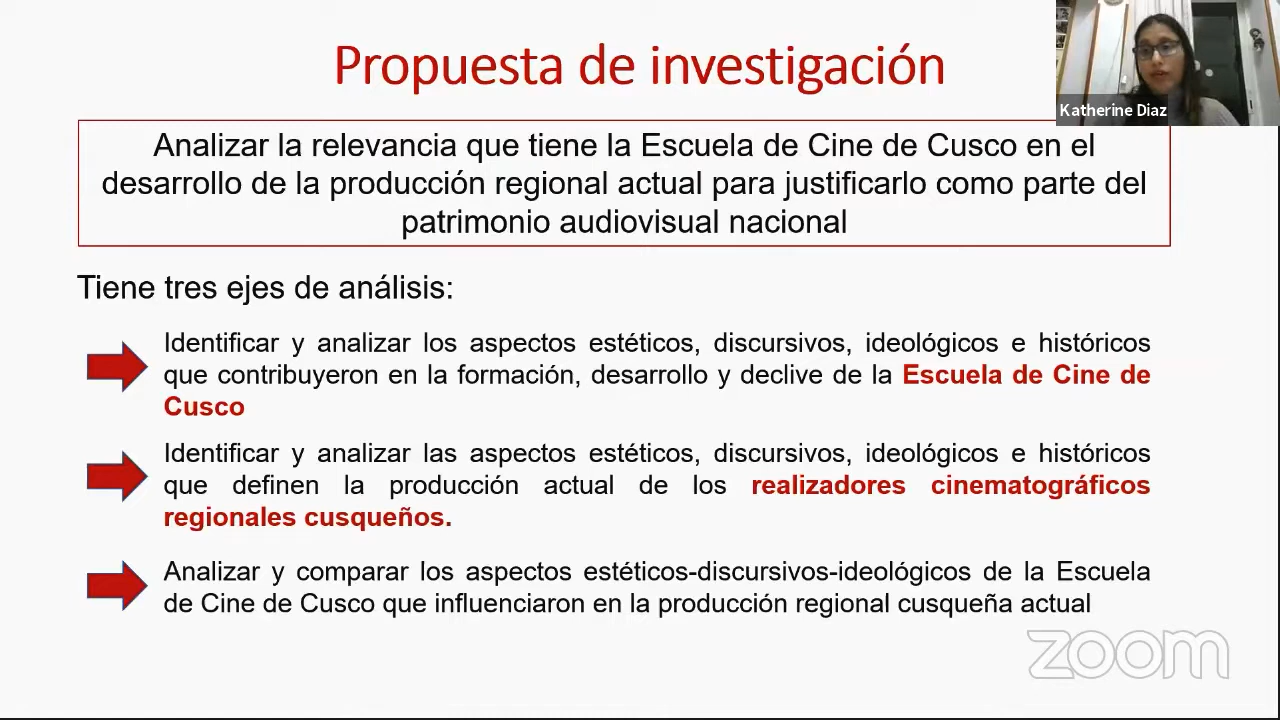 Propuesta de investigación
Katherine Diaz
Analizar la relevancia que tiene la Escuela de Cine de Cusco en el
desarrollo de la producción regional actual para justificarlo como parte del
patrimonio audiovisual nacional
Tiene tres ejes de análisis:
Identificar y analizar los aspectos estéticos, discursivos, ideológicos e históricos
que contribuyeron en la formación, desarrollo y declive de la Escuela de Cine de
Cusco
Identificar y analizar las aspectos estéticos, discursivos, ideológicos e históricos
que definen la producción actual de los realizadores cinematográficos
regionales cusqueños.
Analizar y comparar los aspectos estéticos-discursivos-ideológicos de la Escuela
de Cine de Cusco que influenciaron en la producción regional cusqueña actual
zoom